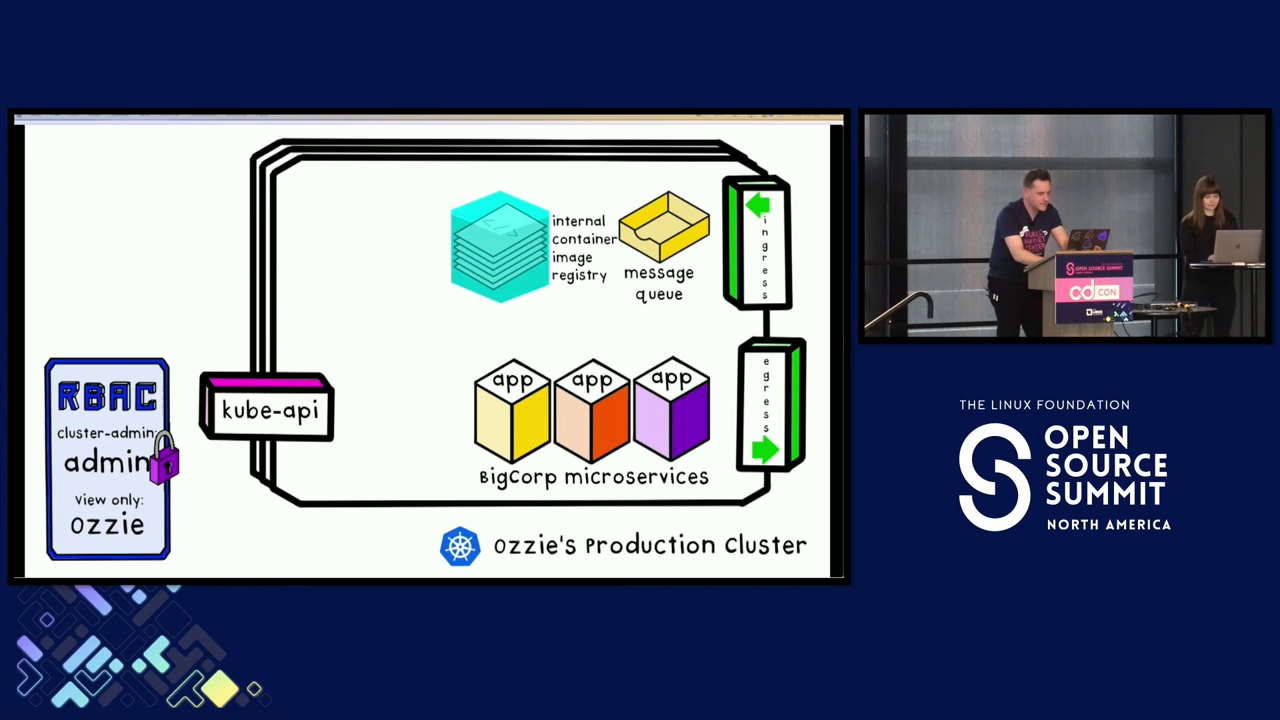 internal
container
image
registry
message
queue
ingress
egress
app
app
app
BigCorp microservices
kube-api
RBAC
cluster-admin:
admin
view only:
ozzie
ozzie's Production Cluster
OPEN SOURCE SUMMIT
cd CON
THE LINUX FOUNDATION
OPEN
SOURCE
SUMMIT
NORTH AMERICA